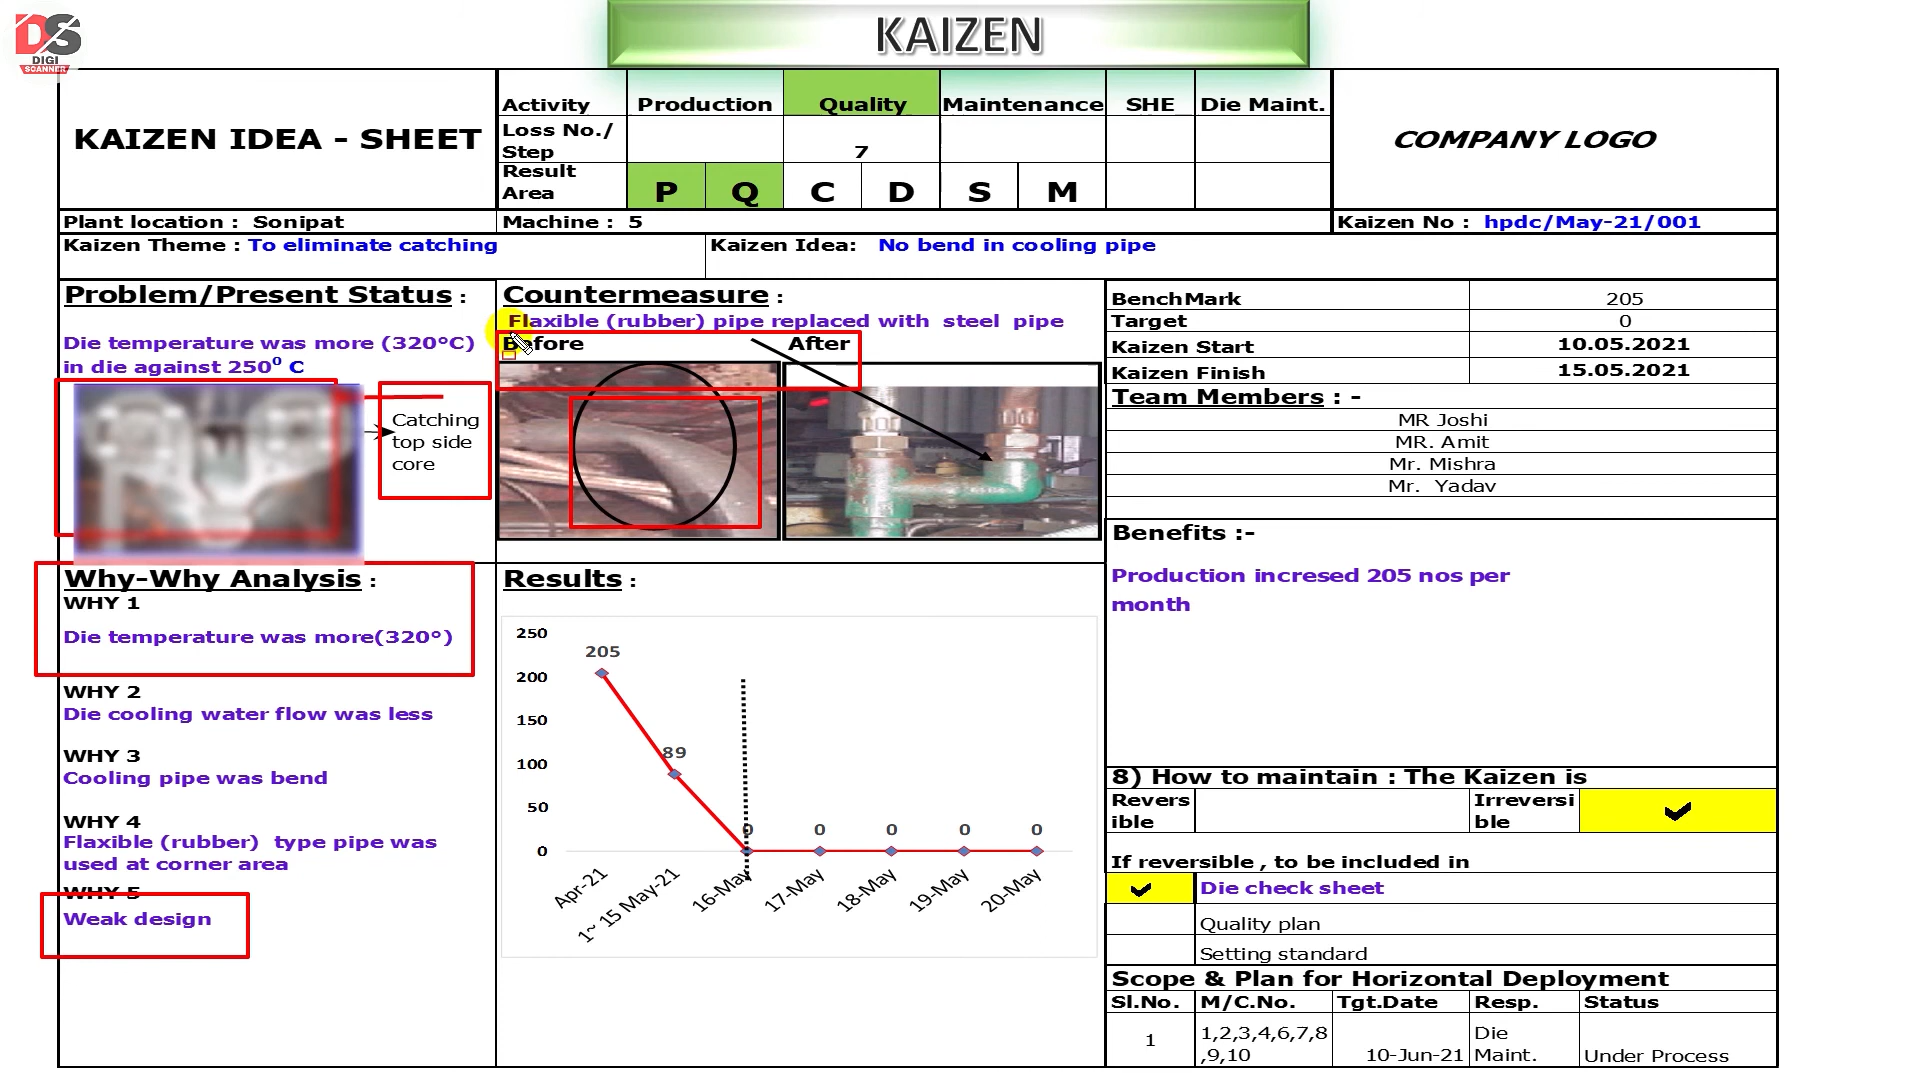 DS
DIGI
SCANNER
KAIZEN
KAIZEN IDEA - SHEET
Activity
Production
Quality
Maintenance
SHE
Die Maint.
Loss No./
Step
7
Result
Area
P
Q
C
D
S
M
COMPANY LOGO
Plant location : Sonipat
Machine : 5
Kaizen No : hpdc/May-21/001
Kaizen Theme : To eliminate catching
Kaizen Idea: No bend in cooling pipe
Problem/Present Status :
Die temperature was more (320°C)
in die against 250⁰ C
Catching
top side
core
Why-Why Analysis :
WHY 1
Die temperature was more(320°)
WHY 2
Die cooling water flow was less
WHY 3
Cooling pipe was bend
WHY 4
Flaxible (rubber) type pipe was
used at corner area
WHY 5
Weak design
Countermeasure :
Flaxible (rubber) pipe replaced with steel pipe
Before
After
Results :
250
200
150
100
50
0
205
89
0
0
0
0
0
Apr-21
1~ 15 May-21
16-May
17-May
18-May
19-May
20-May
BenchMark 205
Target 0
Kaizen Start 10.05.2021
Kaizen Finish 15.05.2021
Team Members : -
MR Joshi
MR. Amit
Mr. Mishra
Mr. Yadav
Benefits :-
Production incresed 205 nos per
month
8) How to maintain : The Kaizen is
Revers
ible
Irreversi
ble
If reversible , to be included in
Die check sheet
Quality plan
Setting standard
Scope & Plan for Horizontal Deployment
Sl.No. M/C.No. Tgt.Date Resp. Status
1
1,2,3,4,6,7,8
,9,10
10-Jun-21
Die
Maint.
Under Process